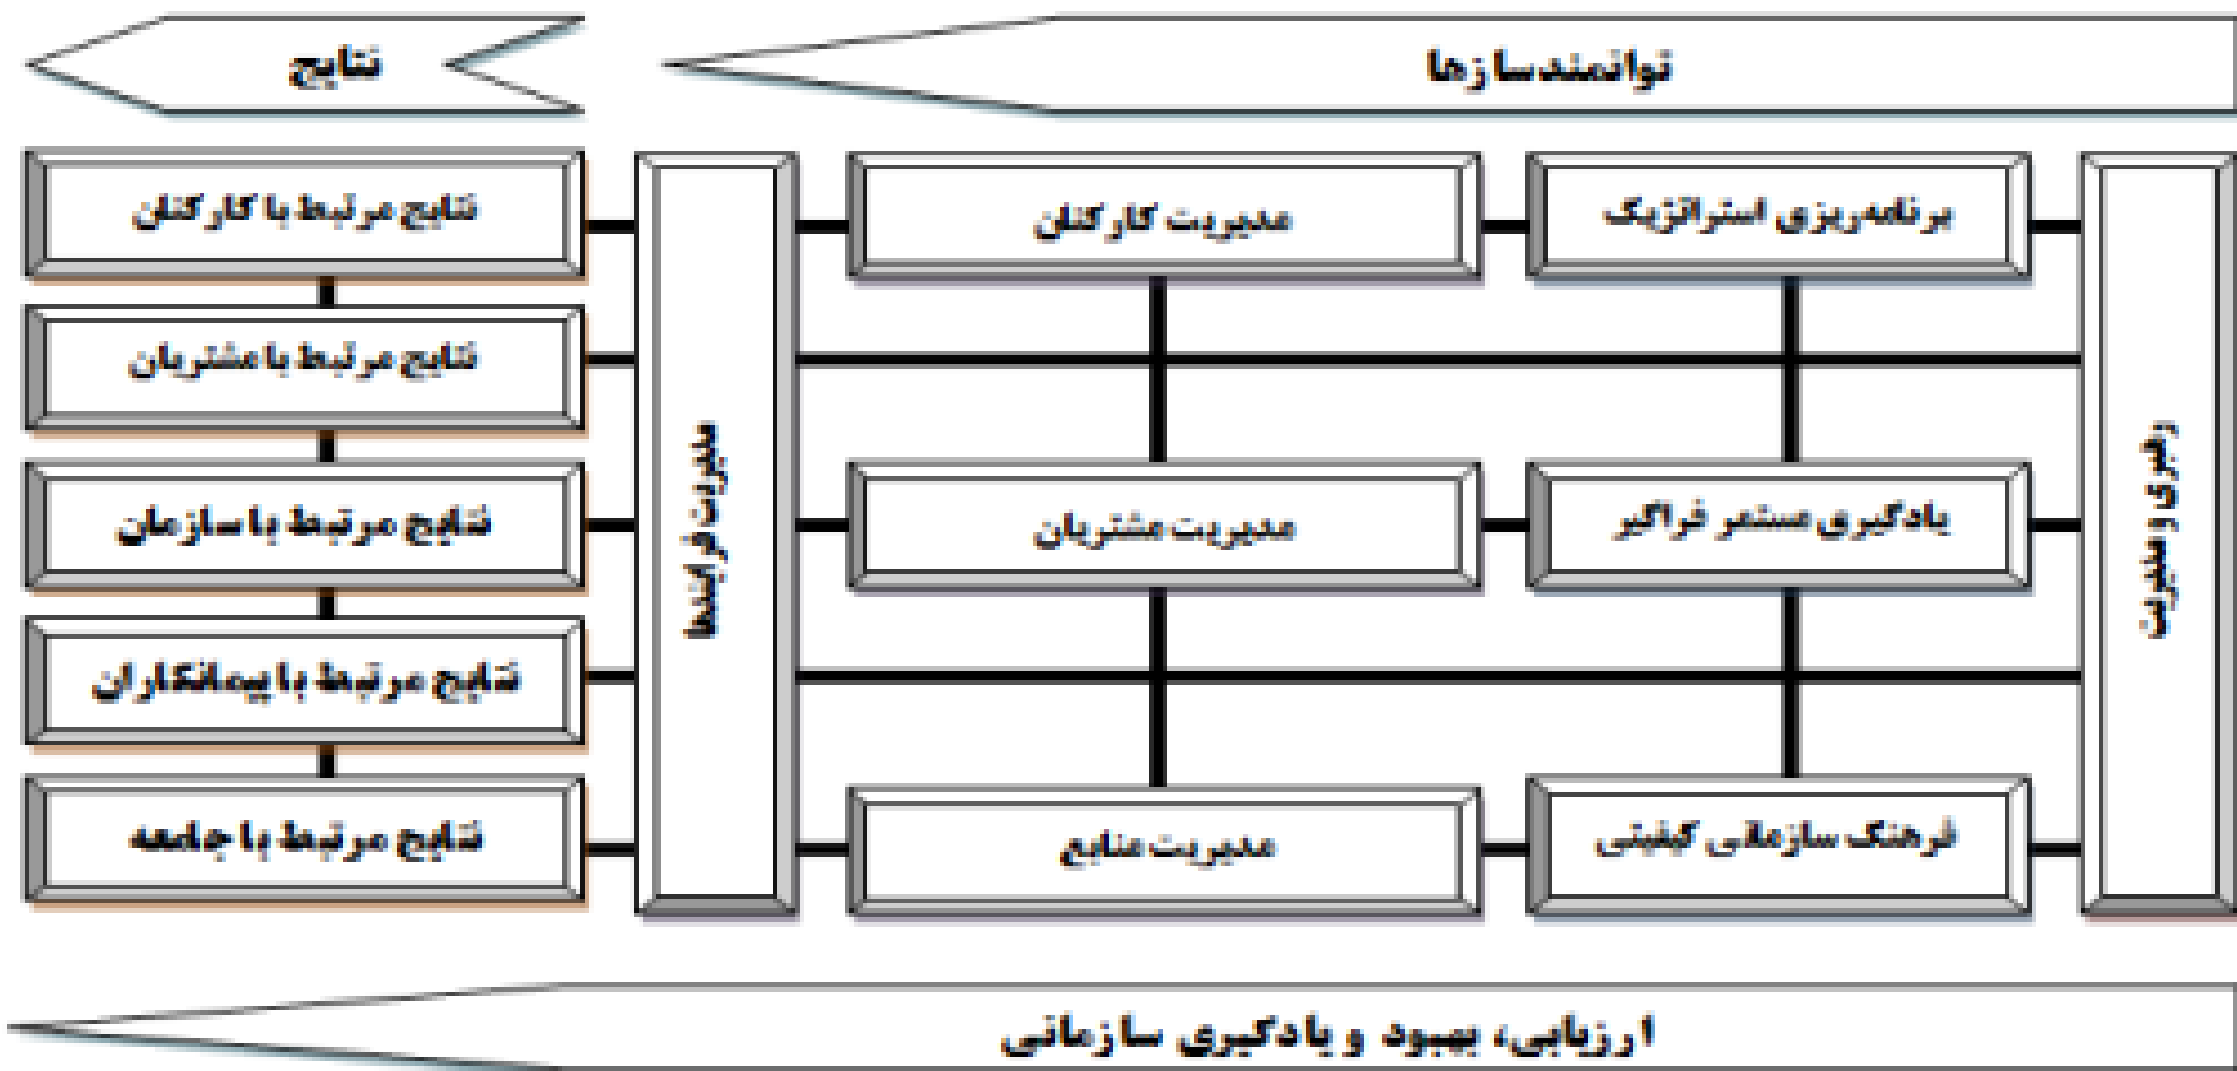 توانمندسازها
نتایج
رهبری و مدیریت
برنامه‌ریزی استراتژیک
مدیریت کارکنان
مدیریت فرایندها
نتایج مرتبط با کارکنان
نتایج مرتبط با مشتریان
یادگیری مستمر فراگیر
مدیریت مشتریان
نتایج مرتبط با سازمان
نتایج مرتبط با پیمانکاران
فرهنگ سازمانی کیفیتی
مدیریت منابع
نتایج مرتبط با جامعه
ارزیابی، بهبود و یادگیری سازمانی